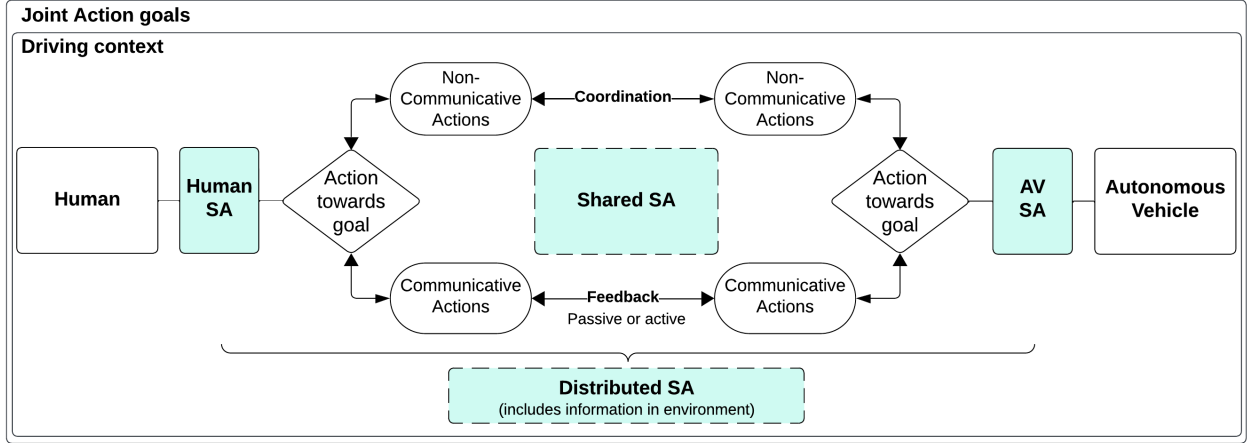 Joint Action goals
Driving context
Non-
Communicative
Actions
Coordination
Non-
Communicative
Actions
Human
Human
SA
Action
towards
goal
Shared SA
Action
towards
goal
AV
SA
Autonomous
Vehicle
Communicative
Actions
Feedback
Passive or active
Communicative
Actions
Distributed SA
(includes information in environment)